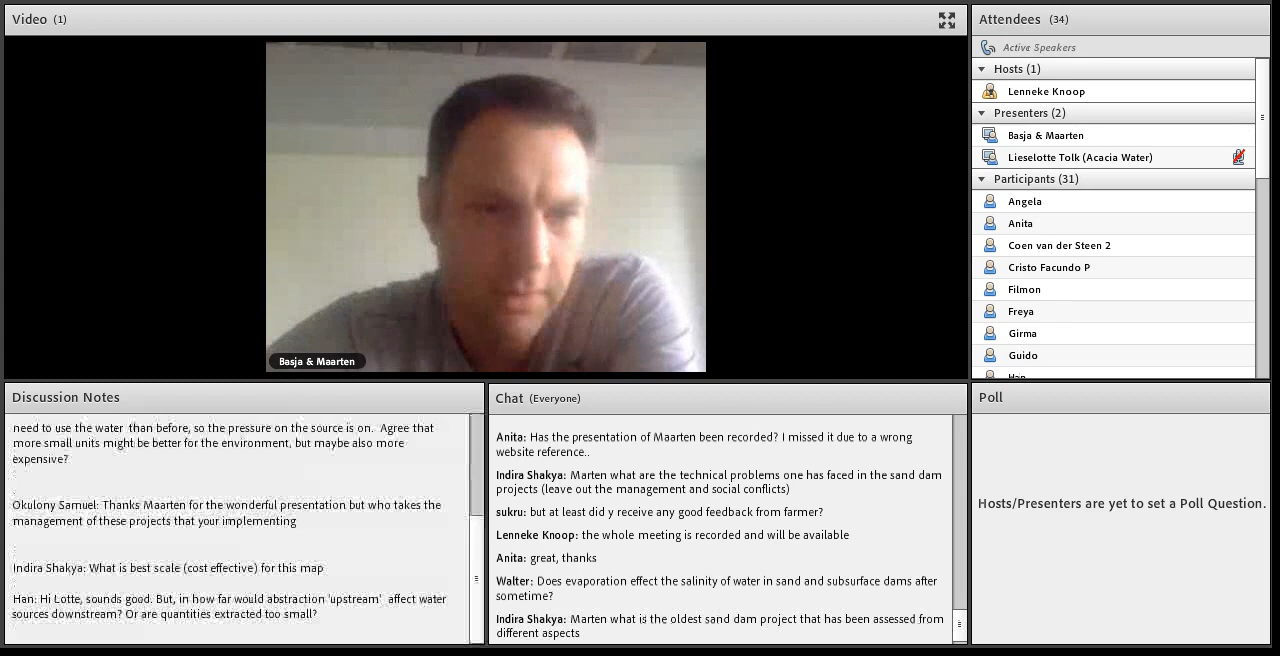 Video (1)
Basja & Maarten
Attendees (34)
Active Speakers
Hosts (1)
Lenneke Knoop
Presenters (2)
Basja & Maarten
Lieselotte Tolk (Acacia Water)
Participants (31)
Angela
Anita
Coen van der Steen 2
Cristo Facundo P
Filmon
Freya
Girma
Guido
Han
Discussion Notes
need to use the water than before, so the pressure on the source is on. Agree that
more small units might be better for the environment, but maybe also more
expensive?
Okulony Samuel: Thanks Maarten for the wonderful presentation but who takes the
management of these projects that your implementing
Indira Shakya: What is best scale (cost effective) for this map
Han: Hi Lotte, sounds good. But, in how far would abstraction 'upstream' affect water
sources downstream? Or are quantities extracted too small?
Chat (Everyone)
Anita: Has the presentation of Maarten been recorded? I missed it due to a wrong
website reference..
Indira Shakya: Marten what are the technical problems one has faced in the sand dam
projects (leave out the management and social conflicts)
sukru: but at least did y receive any good feedback from farmer?
Lenneke Knoop: the whole meeting is recorded and will be available
Anita: great, thanks
Walter: Does evaporation effect the salinity of water in sand and subsurface dams after
sometime?
Indira Shakya: Marten what is the oldest sand dam project that has been assessed from
different aspects
Poll
Hosts/Presenters are yet to set a Poll Question.